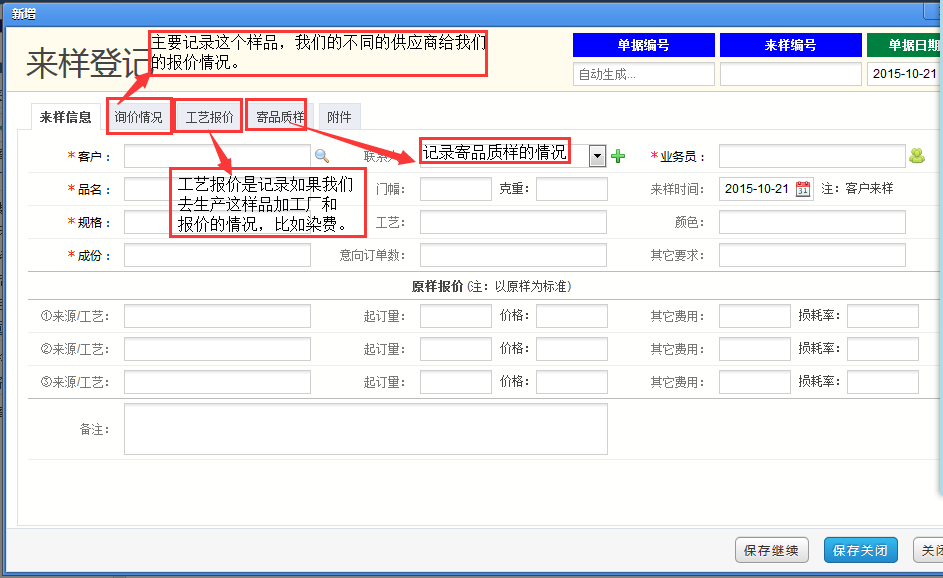 新增
来样登记
主要记录这个样品，我们的不同的供应商给我们
的报价情况。
单据编号
来样编号
单据日期
自动生成...
2015-10-21
来样信息
询价情况
工艺报价
寄品质样
附件
*客户：
联系人
记录寄品质样的情况
*业务员：
*品名：
门幅：
克重：
来样时间：
2015-10-21
注：客户来样
工艺报价是记录如果我们
去生产这样品加工厂和
报价的情况，比如染费。
*规格：
工艺：
颜色：
*成份：
意向订单数：
其它要求：
原样报价(注：以原样为标准)
①来源/工艺：
起订量：
价格：
其它费用：
损耗率：
②来源/工艺：
起订量：
价格：
其它费用：
损耗率：
③来源/工艺：
起订量：
价格：
其它费用：
损耗率：
备注：
保存继续
保存关闭
关闭